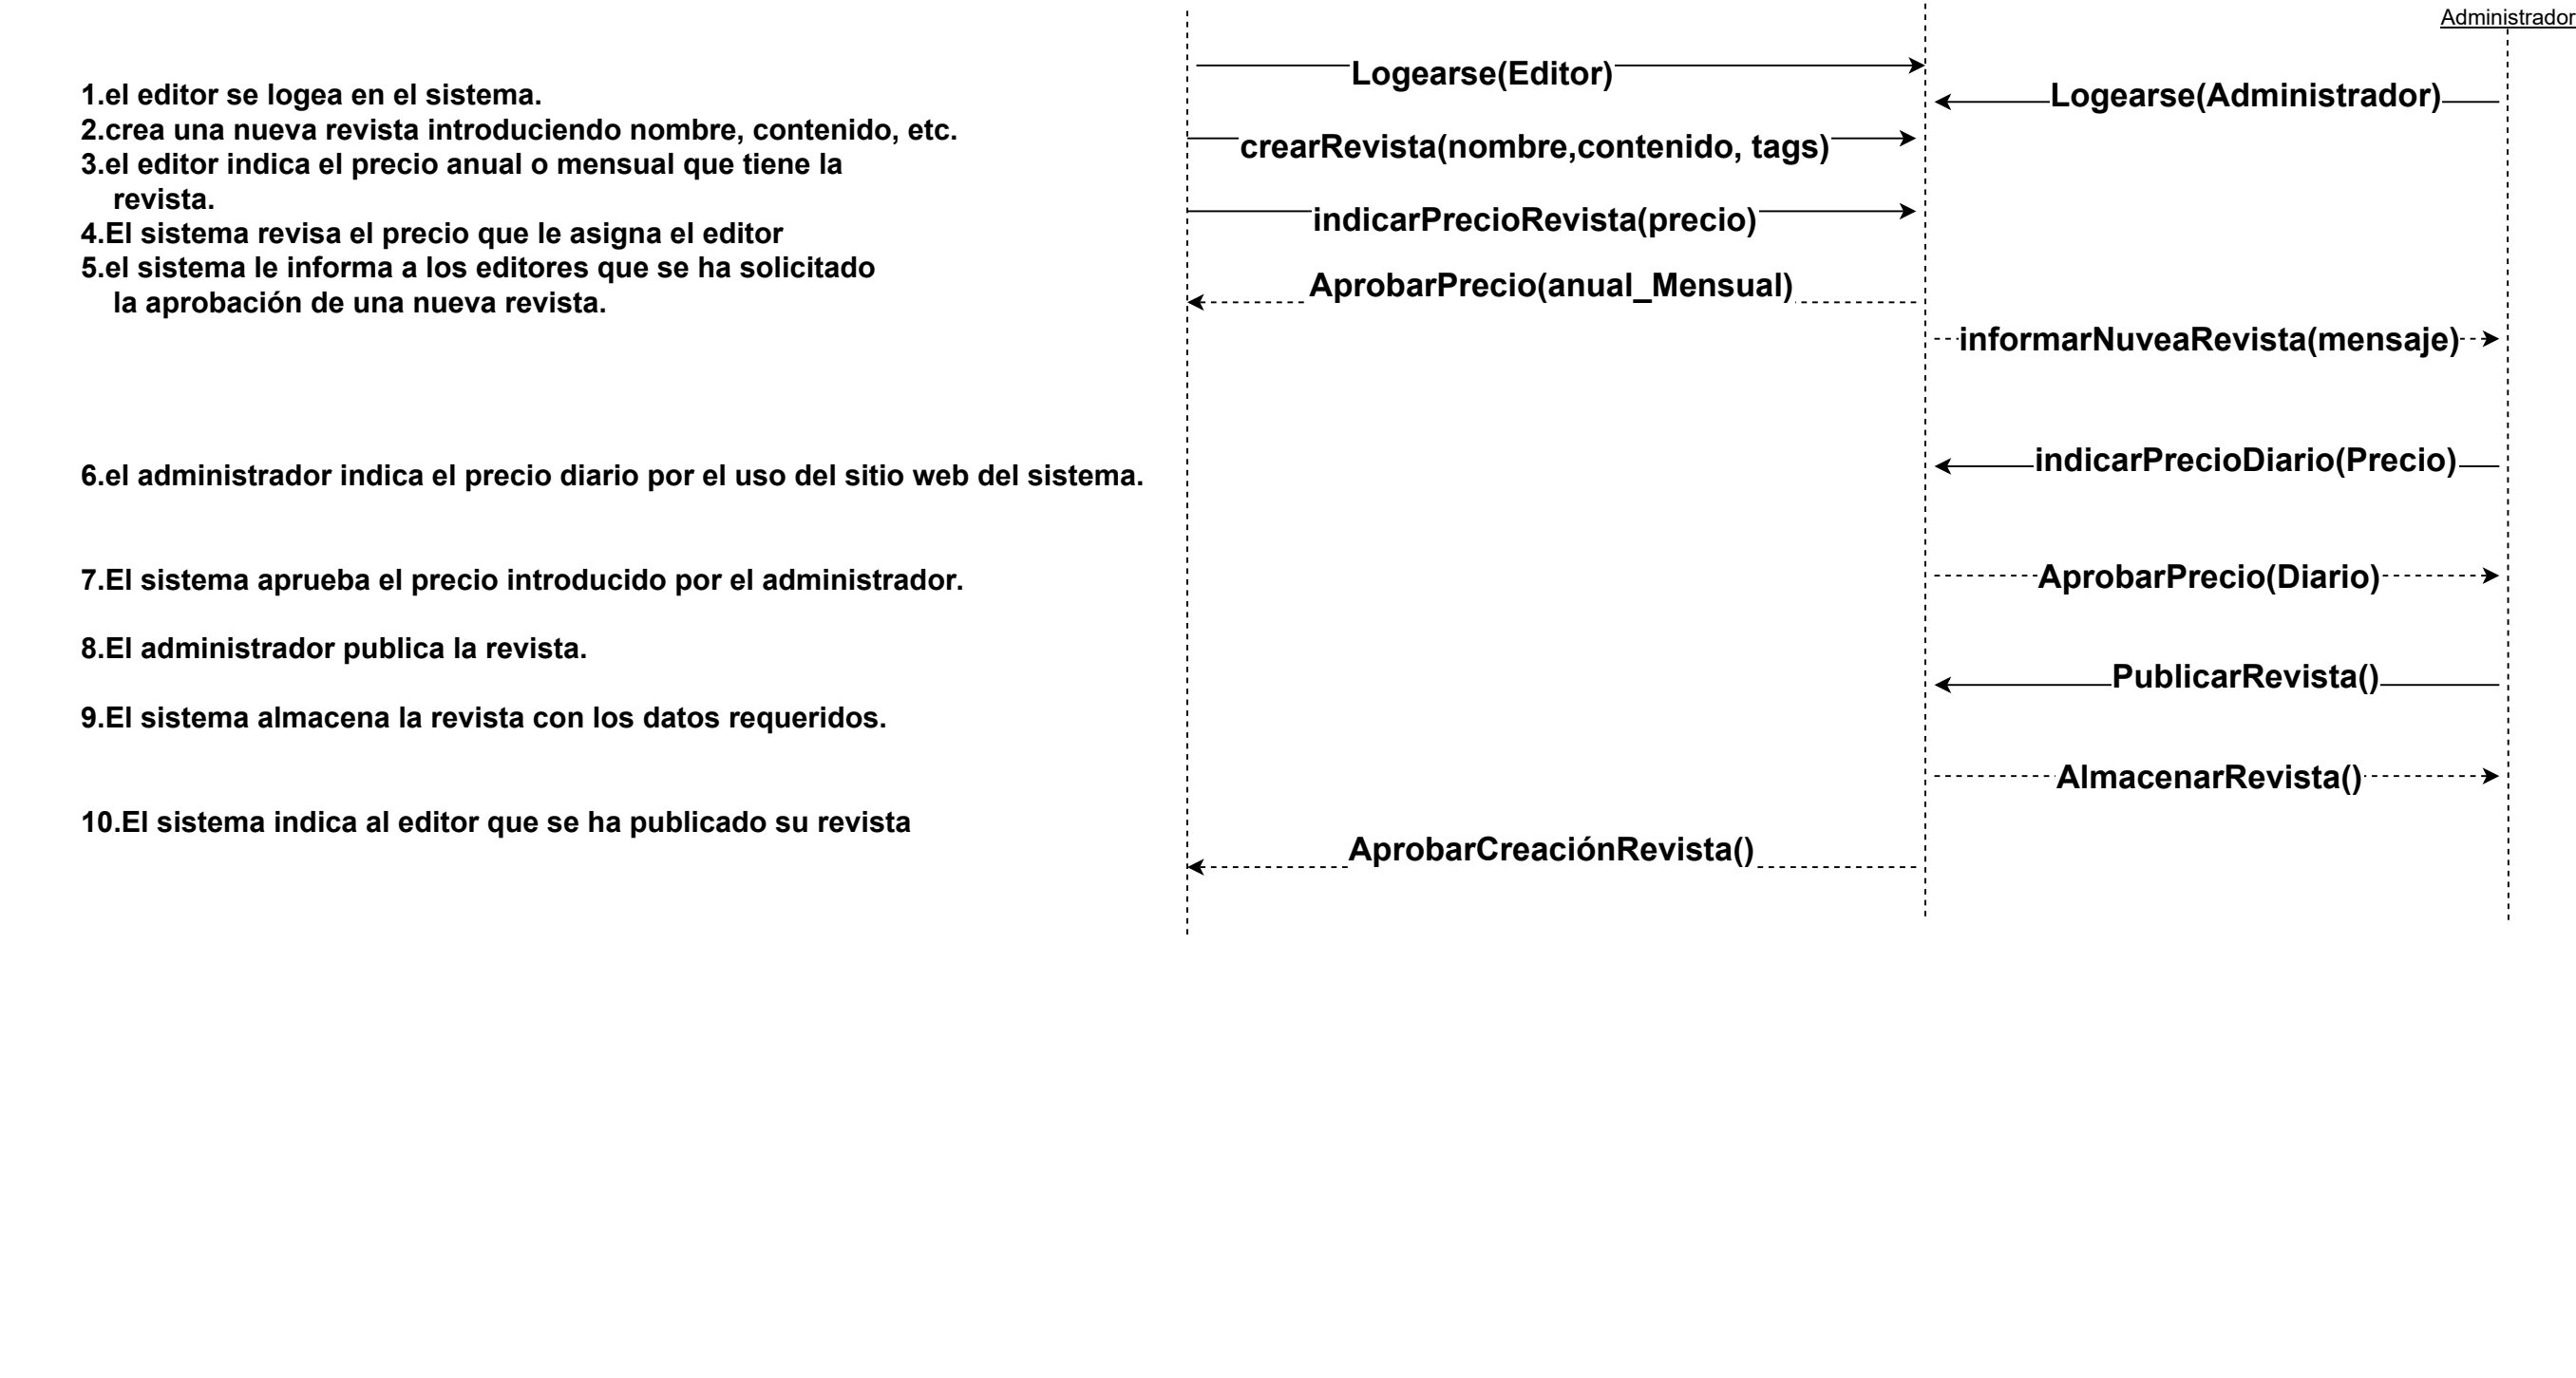 Administrador
1.el editor se logea en el sistema.
2.crea una nueva revista introduciendo nombre, contenido, etc.
3.el editor indica el precio anual o mensual que tiene la
revista.
4.El sistema revisa el precio que le asigna el editor
5.el sistema le informa a los editores que se ha solicitado
la aprobación de una nueva revista.
6.el administrador indica el precio diario por el uso del sitio web del sistema.
7.El sistema aprueba el precio introducido por el administrador.
8.El administrador publica la revista.
9.El sistema almacena la revista con los datos requeridos.
10.El sistema indica al editor que se ha publicado su revista
Logearse(Editor)
Logearse(Administrador)
crearRevista(nombre,contenido, tags)
indicarPrecioRevista(precio)
AprobarPrecio(anual_Mensual)
informarNuveaRevista(mensaje)
indicarPrecioDiario(Precio)
AprobarPrecio(Diario)
PublicarRevista()
AlmacenarRevista()
AprobarCreaciónRevista()